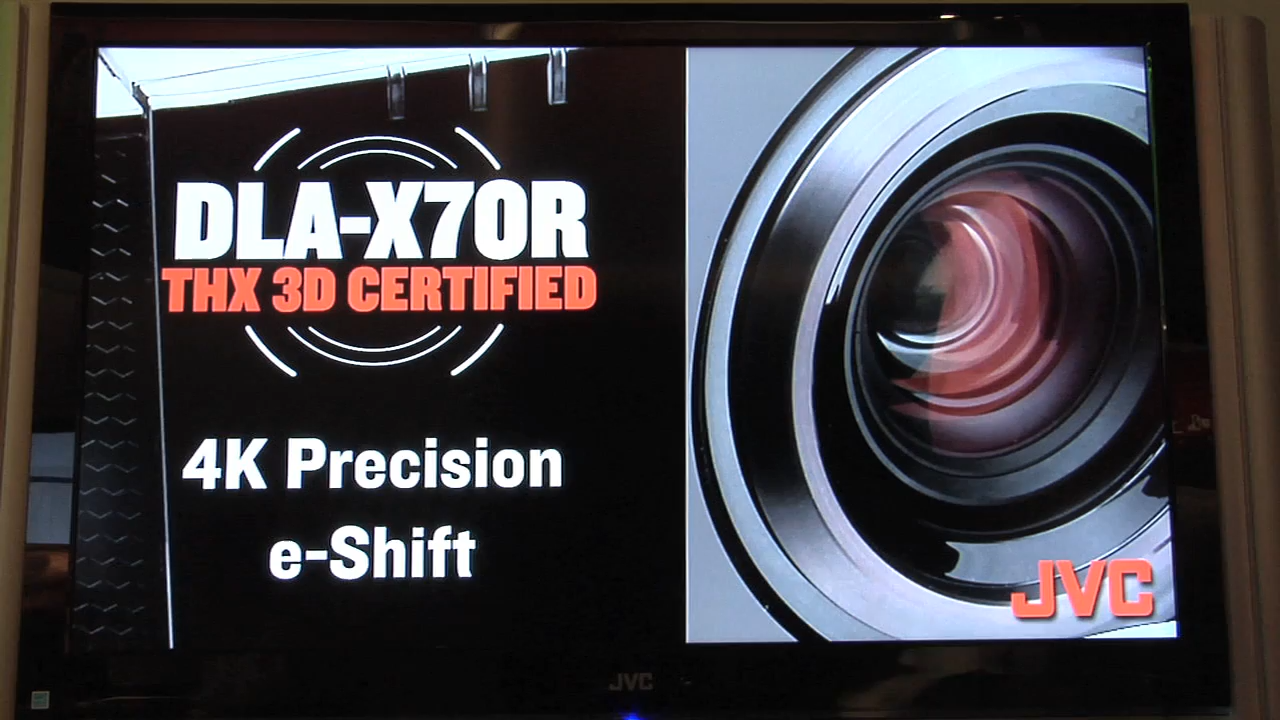 DLA-X70R
THX 3D CERTIFIED
4K Precision
e-Shift
JVC
JVC